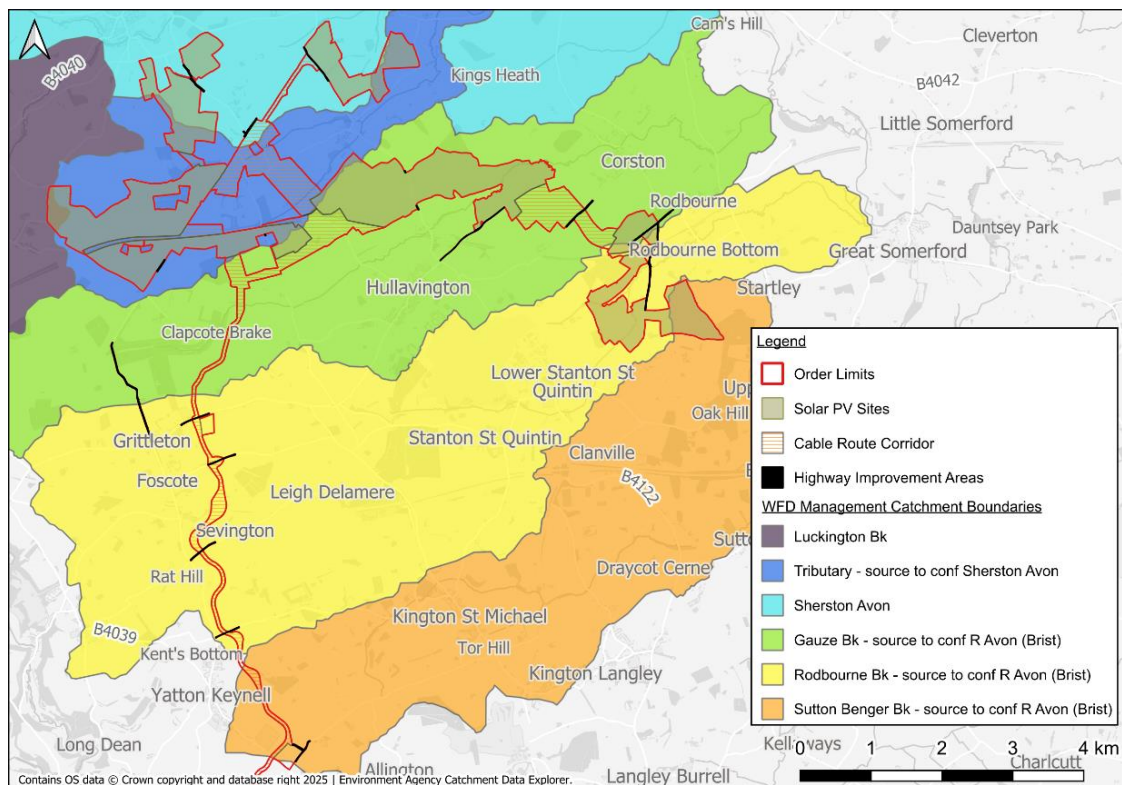 Cam's Hill
Cleverton
B4040
Kings Heath
B4042
Little Somerford
Corston
Rodbourne
Dauntsey Park
Rodbourne Bottom
Great Somerford
Hullavington
Startley
Clapcote Brake
Lower Stanton St
Quintin
Upp
Oak Hill
Grittleton
Stanton St Quintin
Clanville
Foscote
B4122
Leigh Delamere
Sevington
Sutto
Rat Hill
Draycot Cerne
B4039
Kington St Michael
Kent's Bottom
Tor Hill
Kington Langley
Yatton Keynell
Long Dean
Allington
Langley Burrell
Legend
Order Limits
Solar PV Sites
Cable Route Corridor
Highway Improvement Areas
WFD Management Catchment Boundaries
Luckington Bk
Tributary - source to conf Sherston Avon
Sherston Avon
Gauze Bk - source to conf R Avon (Brist)
Rodbourne Bk - source to conf R Avon (Brist)
Sutton Benger Bk - source to conf R Avon (Brist)
Kellaways
0 1 2 3 4 km
Charlcutt
Contains OS data © Crown copyright and database right 2025 | Environment Agency Catchment Data Explorer.